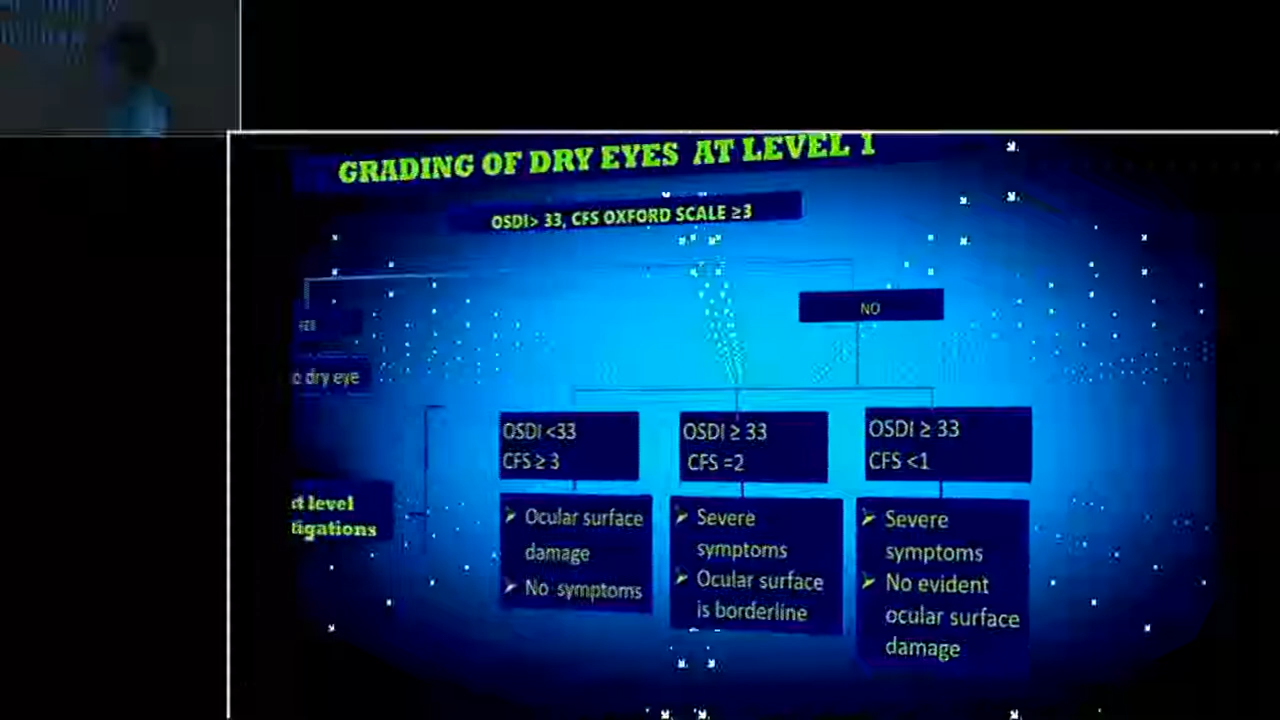 GRADING OF DRY EYES AT LEVEL 1
OSDI> 33, CFS OXFORD SCALE ≥3
NO
dry eye
OSDI <33
CFS ≥ 3
OSDI ≥ 33
CFS =2
OSDI ≥ 33
CFS <1
level
➢ Ocular surface
damage
➢ No symptoms
➢ Severe
symptoms
➢ Ocular surface
is borderline
➢ Severe
symptoms
➢ No evident
ocular surface
damage